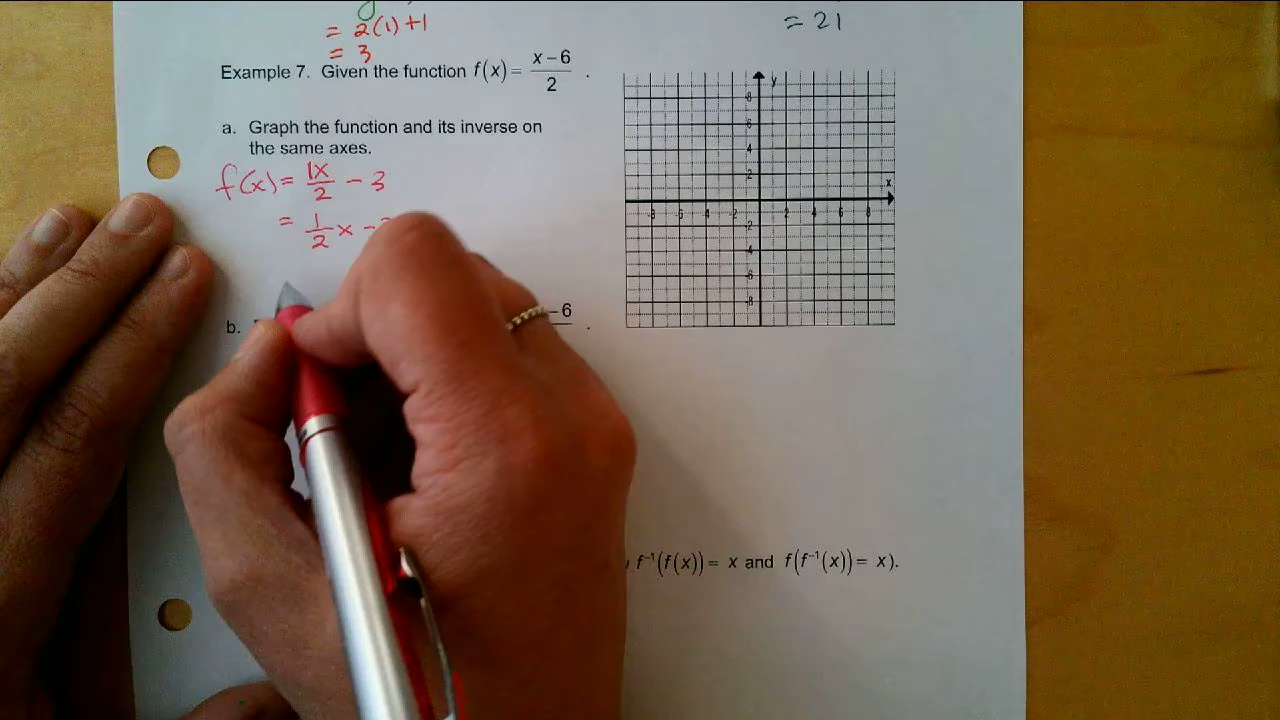 = 2(1)+1
= 21
= 3
Example 7. Given the function f(x) = x−6 / 2 .
a. Graph the function and its inverse on
the same axes.
f(x) = 1x/2 − 3
= 1/2 x −
b.
−6 .
y
8
6
4
2
x
-8 -6 -4 -2 2 4 6 8
-2
-4
-6
-8
f⁻¹(f(x)) = x and f(f⁻¹(x)) = x).